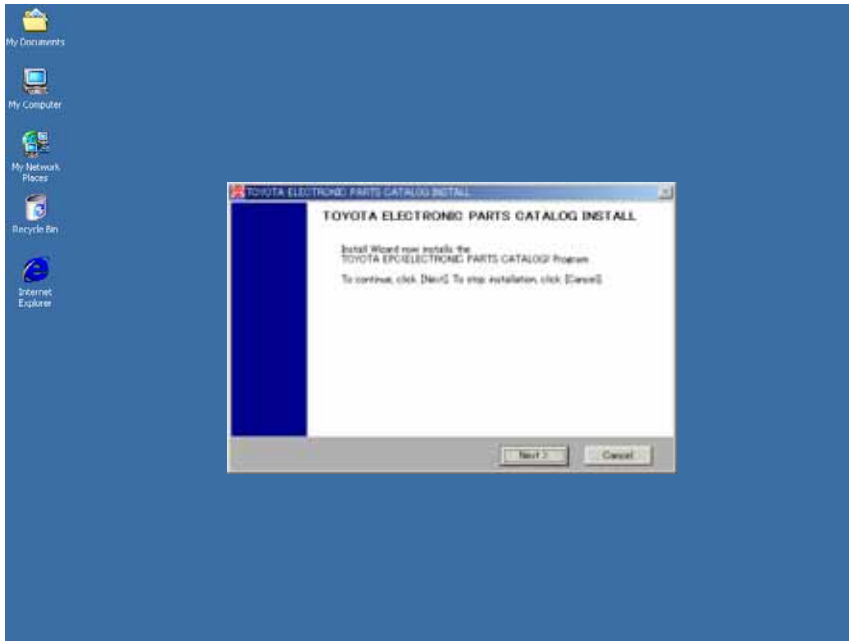 My Documents
My Computer
My Network
Places
Recycle Bin
Internet
Explorer
TOYOTA ELECTRONIC PARTS CATALOG INSTALL
TOYOTA ELECTRONIC PARTS CATALOG INSTALL
Install Wizard now installs the
TOYOTA EPC(ELECTRONIC PARTS CATALOG) Program.
To continue, click [Next]. To stop installation, click [Cancel].
Next >
Cancel